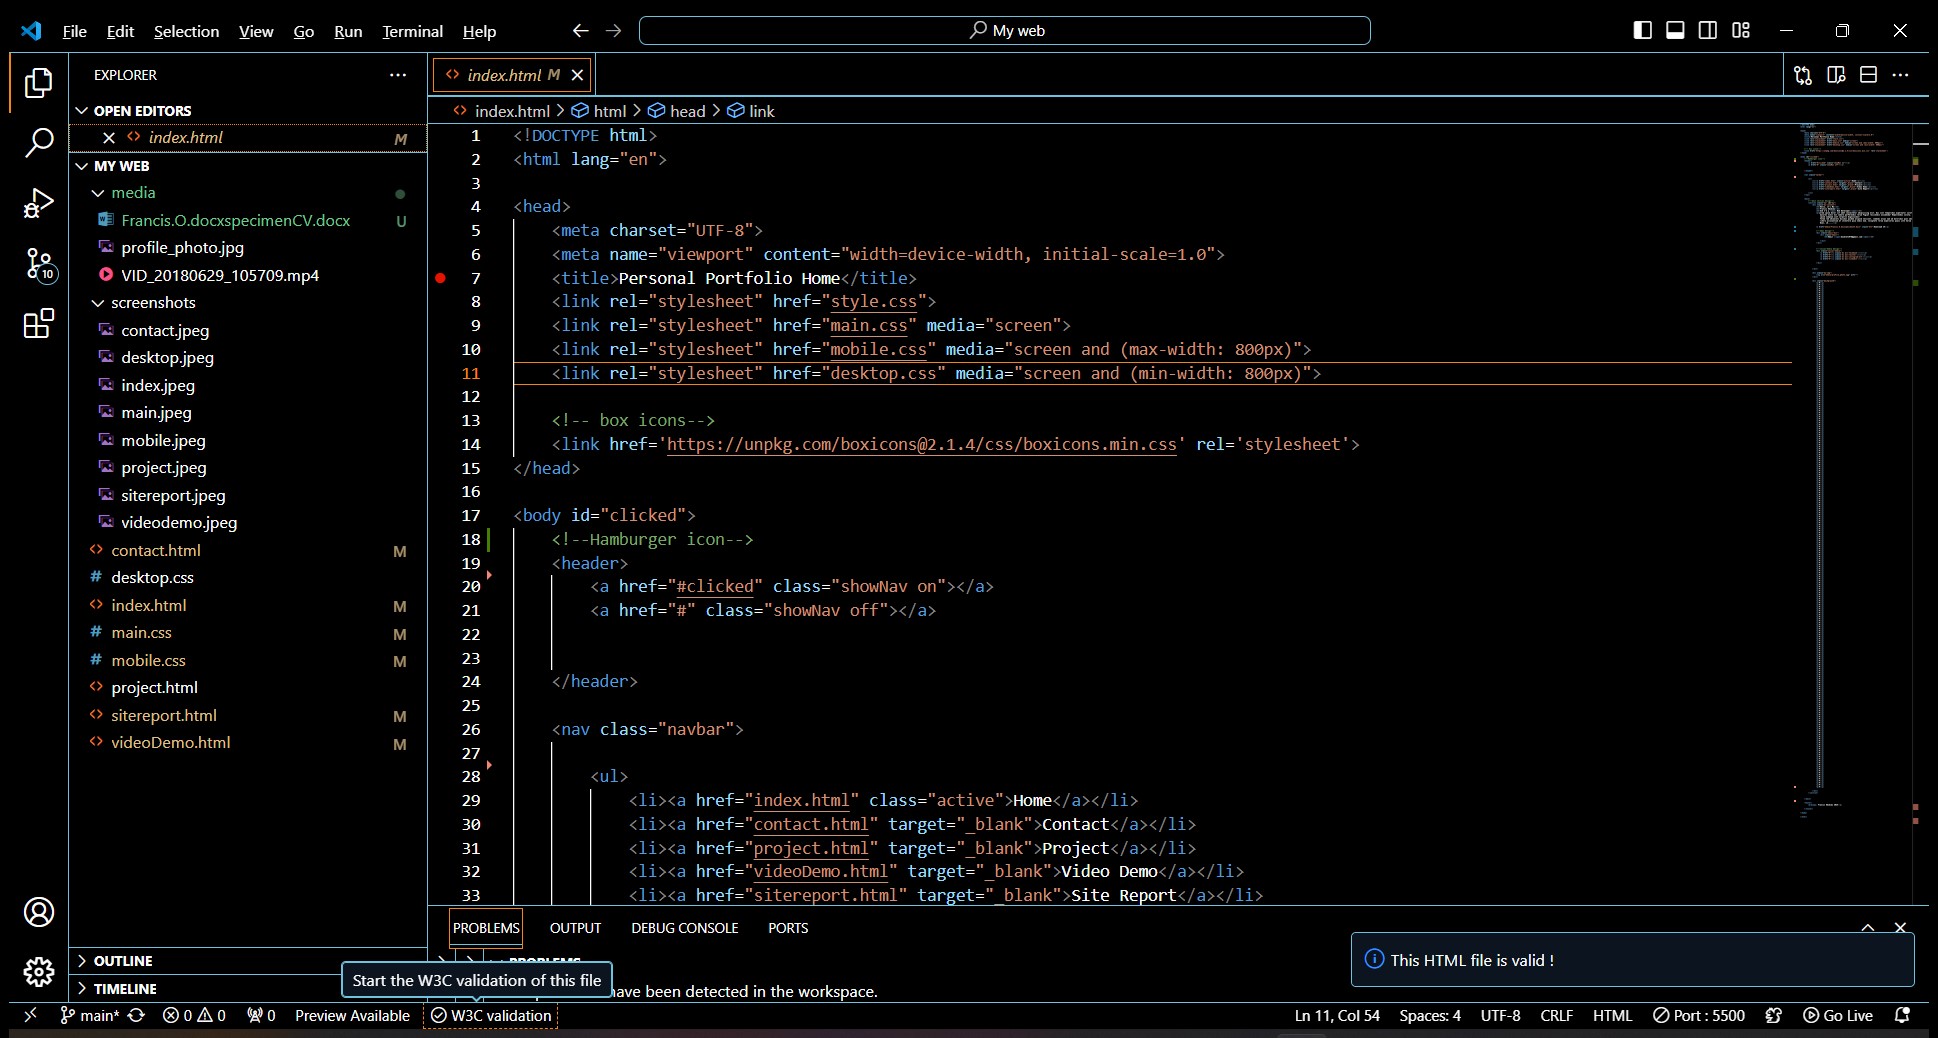 File Edit Selection View Go Run Terminal Help
My web
EXPLORER
OPEN EDITORS
index.html M
MY WEB
media
Francis.O.docxspecimenCV.docx U
profile_photo.jpg
VID_20180629_105709.mp4
screenshots
contact.jpeg
desktop.jpeg
index.jpeg
main.jpeg
mobile.jpeg
project.jpeg
sitereport.jpeg
videodemo.jpeg
contact.html M
desktop.css
index.html M
main.css M
mobile.css M
project.html
sitereport.html M
videoDemo.html M
OUTLINE
TIMELINE
10
index.html M
index.html > html > head > link
1 <!DOCTYPE html>
2 <html lang="en">
3
4 <head>
5 <meta charset="UTF-8">
6 <meta name="viewport" content="width=device-width, initial-scale=1.0">
7 <title>Personal Portfolio Home</title>
8 <link rel="stylesheet" href="style.css">
9 <link rel="stylesheet" href="main.css" media="screen">
10 <link rel="stylesheet" href="mobile.css" media="screen and (max-width: 800px)">
11 <link rel="stylesheet" href="desktop.css" media="screen and (min-width: 800px)">
12
13 <!-- box icons-->
14 <link href='https://unpkg.com/boxicons@2.1.4/css/boxicons.min.css' rel='stylesheet'>
15 </head>
16
17 <body id="clicked">
18 <!--Hamburger icon-->
19 <header>
20 <a href="#clicked" class="showNav on"></a>
21 <a href="#" class="showNav off"></a>
22
23
24 </header>
25
26 <nav class="navbar">
27
28 <ul>
29 <li><a href="index.html" class="active">Home</a></li>
30 <li><a href="contact.html" target="_blank">Contact</a></li>
31 <li><a href="project.html" target="_blank">Project</a></li>
32 <li><a href="videoDemo.html" target="_blank">Video Demo</a></li>
33 <li><a href="sitereport.html" target="_blank">Site Report</a></li>
PROBLEMS OUTPUT DEBUG CONSOLE PORTS
PROBLEMS
have been detected in the workspace.
Start the W3C validation of this file
This HTML file is valid !
main* 0 0 0 Preview Available W3C validation
Ln 11, Col 54 Spaces: 4 UTF-8 CRLF HTML Port : 5500 Go Live